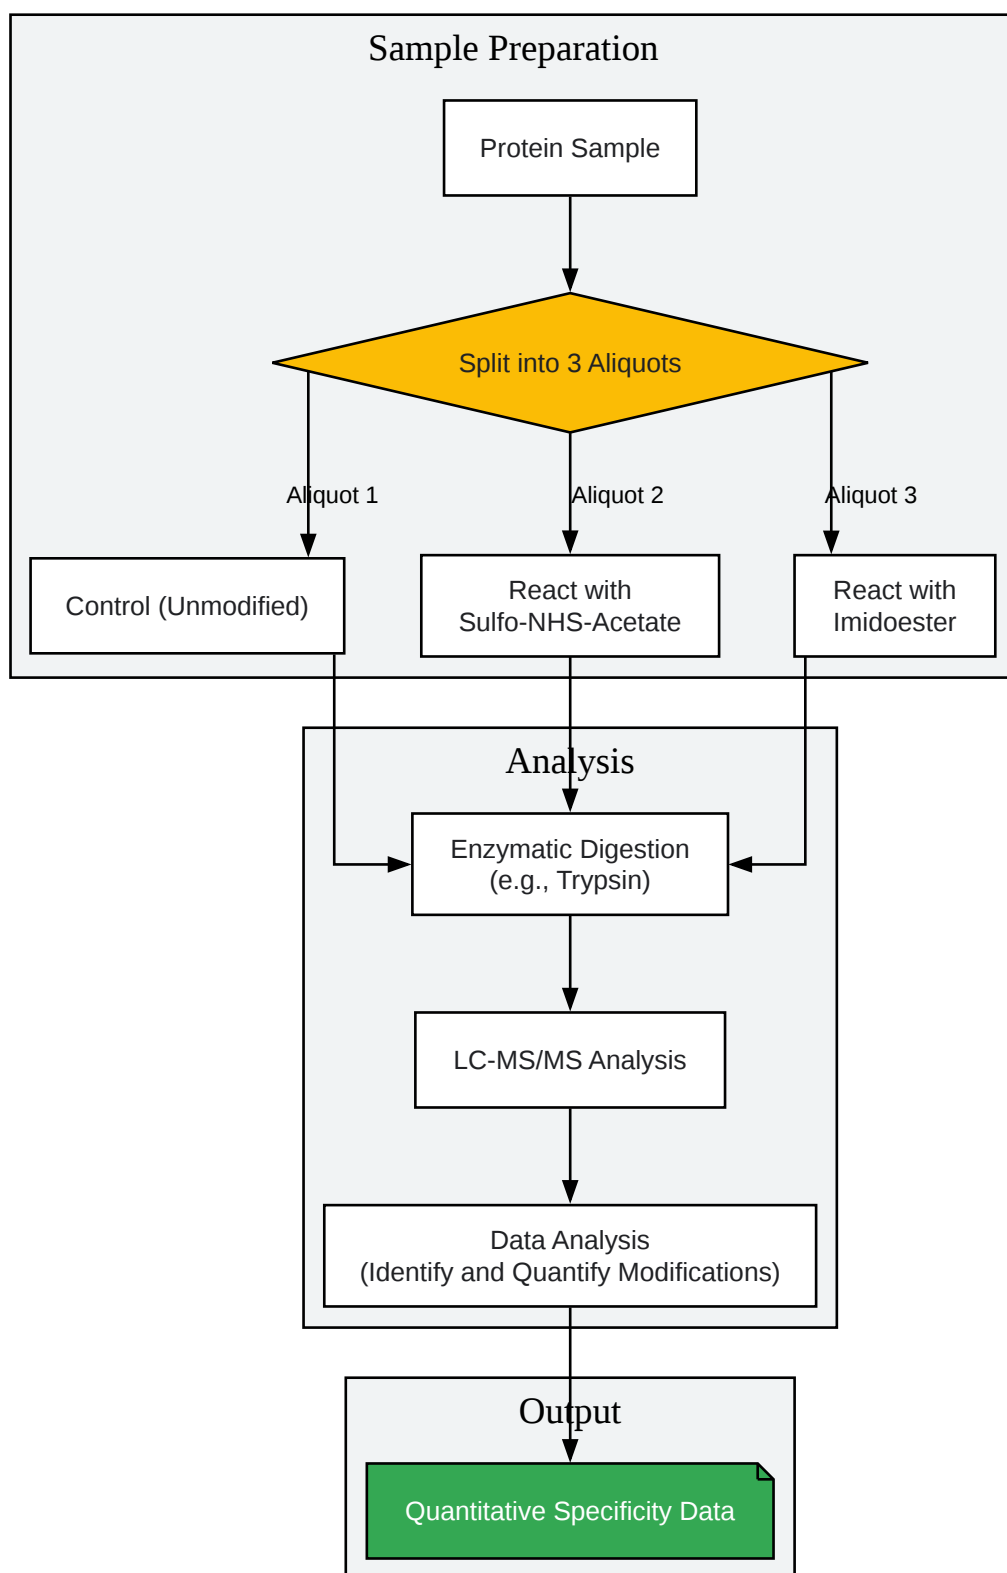 Sample Preparation
Protein Sample
Split into 3 Aliquots
Aliquot 1
Aliquot 2
Aliquot 3
Control (Unmodified)
React with
Sulfo-NHS-Acetate
React with
Imidoester
Analysis
Enzymatic Digestion
(e.g., Trypsin)
LC-MS/MS Analysis
Data Analysis
(Identify and Quantify Modifications)
Output
Quantitative Specificity Data